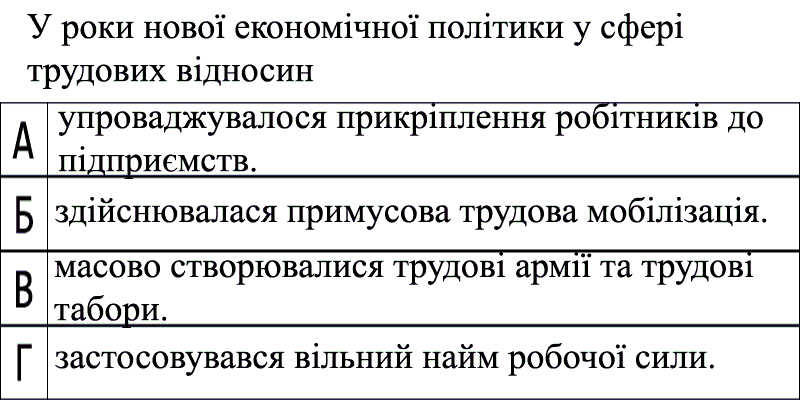 У роки нової економічної політики у сфері
трудових відносин
А упроваджувалося прикріплення робітників до
підприємств.
Б здійснювалася примусова трудова мобілізація.
В масово створювалися трудові армії та трудові
табори.
Г застосовувався вільний найм робочої сили.